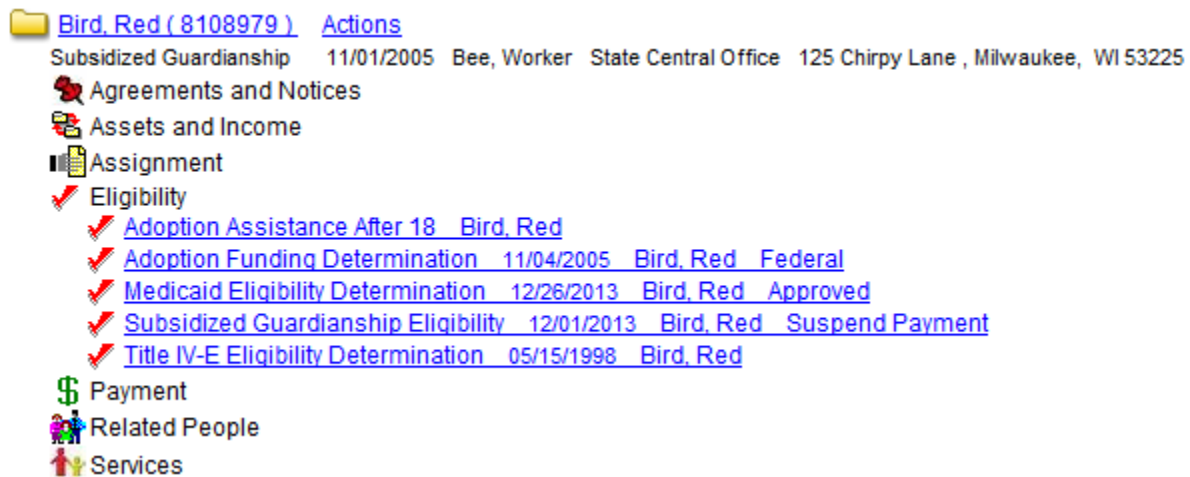 Bird, Red ( 8108979 ) Actions
Subsidized Guardianship 11/01/2005 Bee, Worker State Central Office 125 Chirpy Lane , Milwaukee, WI 53225
Agreements and Notices
Assets and Income
Assignment
Eligibility
Adoption Assistance After 18 Bird, Red
Adoption Funding Determination 11/04/2005 Bird, Red Federal
Medicaid Eligibility Determination 12/26/2013 Bird, Red Approved
Subsidized Guardianship Eligibility 12/01/2013 Bird, Red Suspend Payment
Title IV-E Eligibility Determination 05/15/1998 Bird, Red
Payment
Related People
Services